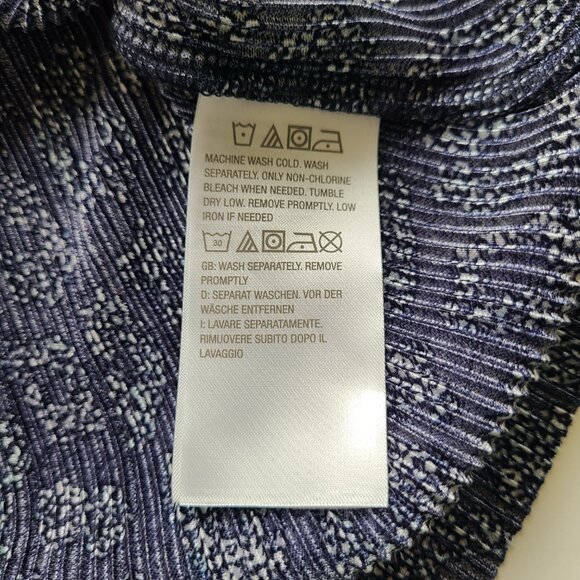 MACHINE WASH COLD. WASH
SEPARATELY. ONLY NON-CHLORINE
BLEACH WHEN NEEDED. TUMBLE
DRY LOW. REMOVE PROMPTLY. LOW
IRON IF NEEDED
30
GB: WASH SEPARATELY. REMOVE
PROMPTLY
D: SEPARAT WASCHEN. VOR DER
WÄSCHE ENTFERNEN
I: LAVARE SEPARATAMENTE.
RIMUOVERE SUBITO DOPO IL
LAVAGGIO